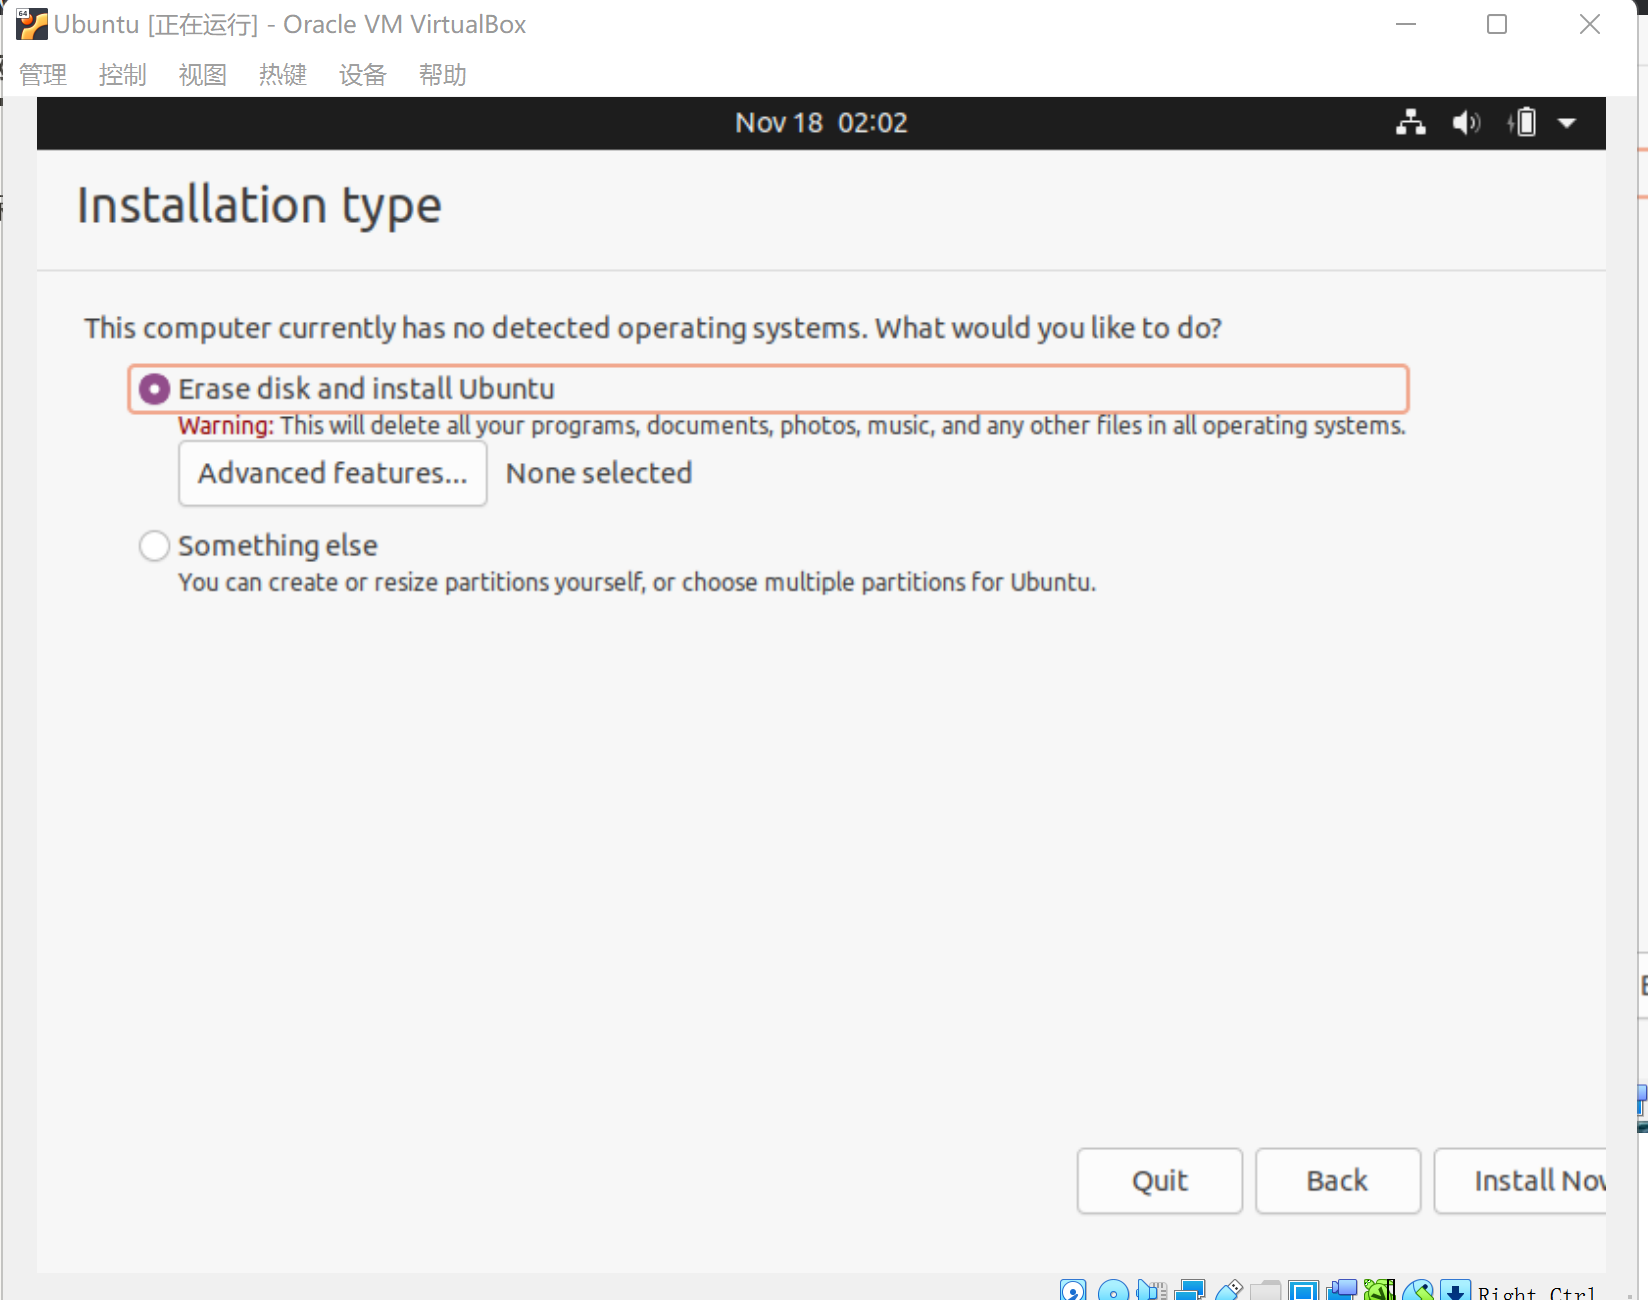 64
Ubuntu [正在运行] - Oracle VM VirtualBox
管理 控制 视图 热键 设备 帮助
Nov 18 02:02
Installation type
This computer currently has no detected operating systems. What would you like to do?
Erase disk and install Ubuntu
Warning: This will delete all your programs, documents, photos, music, and any other files in all operating systems.
Advanced features... None selected
Something else
You can create or resize partitions yourself, or choose multiple partitions for Ubuntu.
Quit Back Install Now
Right Ctrl